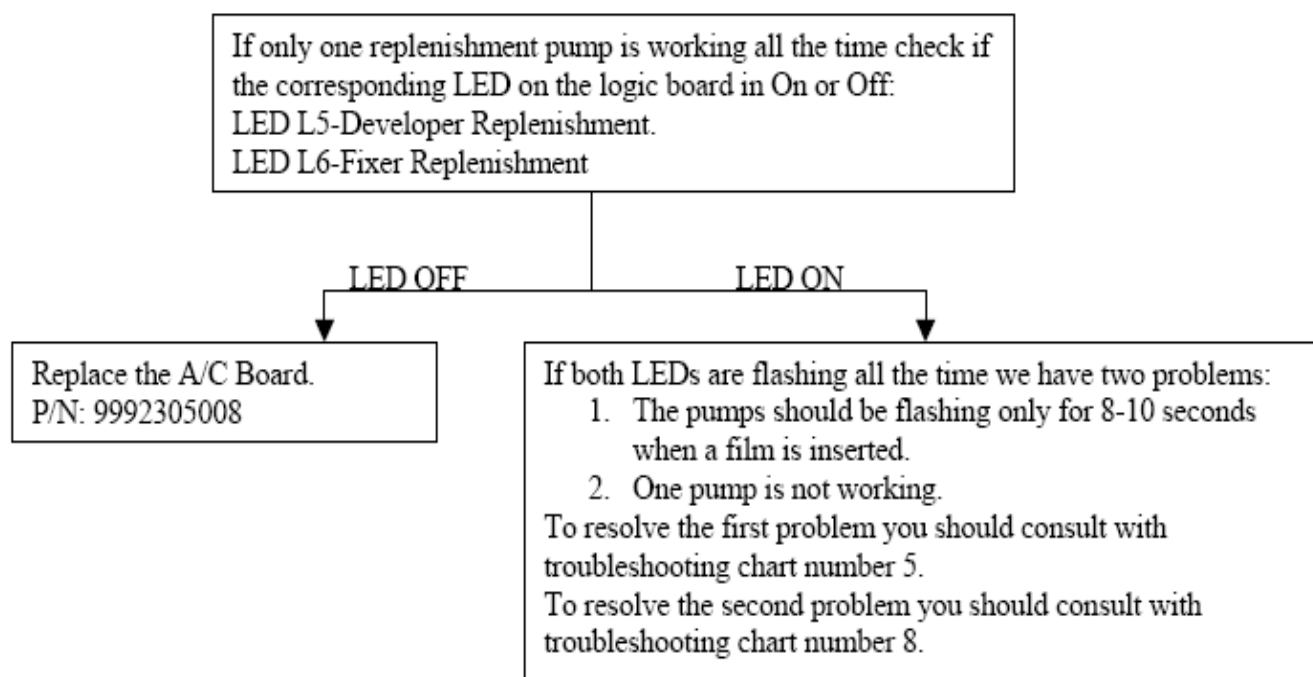 If only one replenishment pump is working all the time check if
the corresponding LED on the logic board in On or Off:
LED L5-Developer Replenishment.
LED L6-Fixer Replenishment
LED OFF
LED ON
Replace the A/C Board.
P/N: 9992305008
If both LEDs are flashing all the time we have two problems:
1. The pumps should be flashing only for 8-10 seconds
when a film is inserted.
2. One pump is not working.
To resolve the first problem you should consult with
troubleshooting chart number 5.
To resolve the second problem you should consult with
troubleshooting chart number 8.